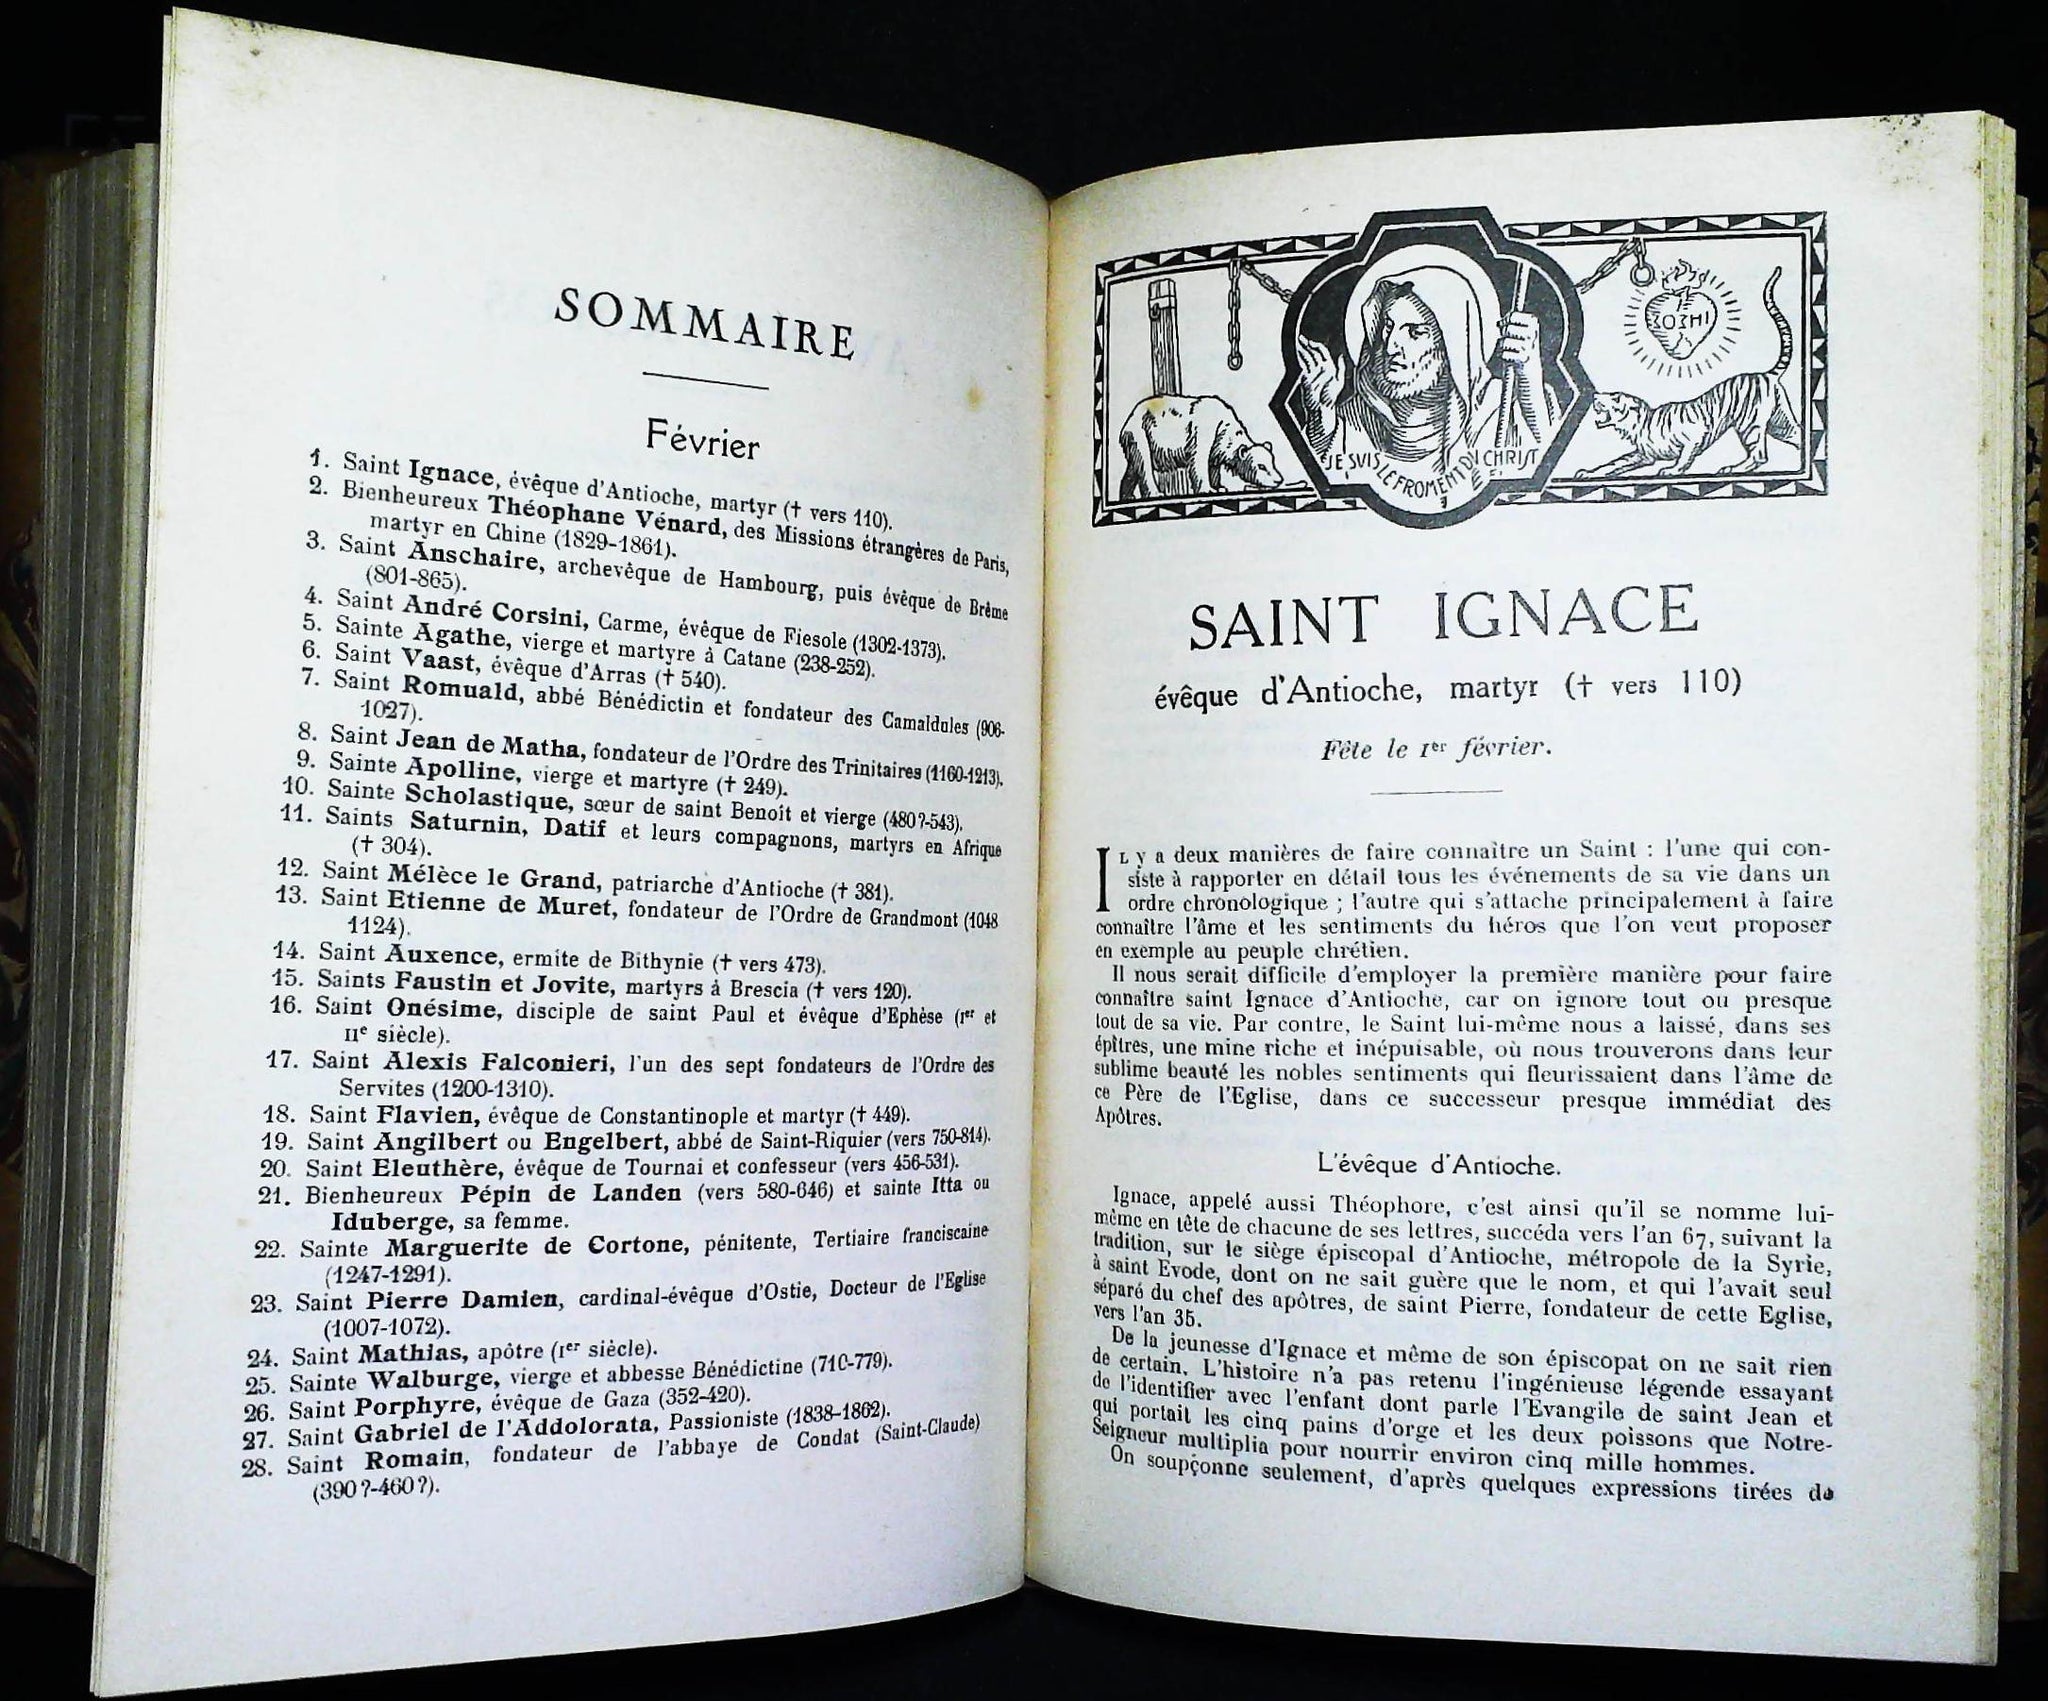 SOMMAIRE
Février
1. Saint Ignace, évêque d'Antioche, martyr († vers 110).
2. Bienheureux Théophane Vénard, des Missions étrangères de Paris,
martyr en Chine (1829-1861).
3. Saint Anschaire, archevêque de Hambourg, puis évêque de Brême
(801-865).
4. Saint André Corsini, Carme, évêque de Fiesole (1302-1373).
5. Sainte Agathe, vierge et martyre à Catane (238-252).
6. Saint Vaast, évêque d'Arras († 540).
7. Saint Romuald, abbé Bénédictin et fondateur des Camaldules (906-
1027).
8. Saint Jean de Matha, fondateur de l'Ordre des Trinitaires (1160-1213).
9. Sainte Apolline, vierge et martyre († 249).
10. Sainte Scholastique, sœur de saint Benoît et vierge (480?-543).
11. Saints Saturnin, Datif et leurs compagnons, martyrs en Afrique
(† 304).
12. Saint Mélèce le Grand, patriarche d'Antioche († 381).
13. Saint Etienne de Muret, fondateur de l'Ordre de Grandmont (1048
1124).
14. Saint Auxence, ermite de Bithynie († vers 473).
15. Saints Faustin et Jovite, martyrs à Brescia († vers 120).
16. Saint Onésime, disciple de saint Paul et évêque d'Ephèse (Ier et
IIe siècle).
17. Saint Alexis Falconieri, l'un des sept fondateurs de l'Ordre des
Servites (1200-1310).
18. Saint Flavien, évêque de Constantinople et martyr († 449).
19. Saint Angilbert ou Engelbert, abbé de Saint-Riquier (vers 750-814).
20. Saint Eleuthère, évêque de Tournai et confesseur (vers 456-531).
21. Bienheureux Pépin de Landen (vers 580-646) et sainte Itta ou
Iduberge, sa femme.
22. Sainte Marguerite de Cortone, pénitente, Tertiaire franciscaine
(1247-1291).
23. Saint Pierre Damien, cardinal-évêque d'Ostie, Docteur de l'Eglise
(1007-1072).
24. Saint Mathias, apôtre (Ier siècle).
25. Sainte Walburge, vierge et abbesse Bénédictine (710-779).
26. Saint Porphyre, évêque de Gaza (352-420).
27. Saint Gabriel de l'Addolorata, Passioniste (1838-1862).
28. Saint Romain, fondateur de l'abbaye de Condat (Saint-Claude)
(390?-460?).
JE SUIS LE FROMENT DU CHRIST
SAINT IGNACE
évêque d'Antioche, martyr († vers 110)
Fête le 1er février.
IL y a deux manières de faire connaître un Saint : l'une qui con-
siste à rapporter en détail tous les événements de sa vie dans un
ordre chronologique ; l'autre qui s'attache principalement à faire
connaître l'âme et les sentiments du héros que l'on veut proposer
en exemple au peuple chrétien.
Il nous serait difficile d'employer la première manière pour faire
connaître saint Ignace d'Antioche, car on ignore tout ou presque
tout de sa vie. Par contre, le Saint lui-même nous a laissé, dans ses
épîtres, une mine riche et inépuisable, où nous trouverons dans leur
sublime beauté les nobles sentiments qui fleurissaient dans l'âme de
ce Père de l'Eglise, dans ce successeur presque immédiat des
Apôtres.
L'évêque d'Antioche.
Ignace, appelé aussi Théophore, c'est ainsi qu'il se nomme lui-
même en tête de chacune de ses lettres, succéda vers l'an 67, suivant la
tradition, sur le siège épiscopal d'Antioche, métropole de la Syrie,
à saint Evode, dont on ne sait guère que le nom, et qui l'avait seul
séparé du chef des apôtres, de saint Pierre, fondateur de cette Eglise,
vers l'an 35.
De la jeunesse d'Ignace et même de son épiscopat on ne sait rien
de certain. L'histoire n'a pas retenu l'ingénieuse légende essayant
de l'identifier avec l'enfant dont parle l'Evangile de saint Jean et
qui portait les cinq pains d'orge et les deux poissons que Notre-
Seigneur multiplia pour nourrir environ cinq mille hommes.
On soupçonne seulement, d'après quelques expressions tirées de